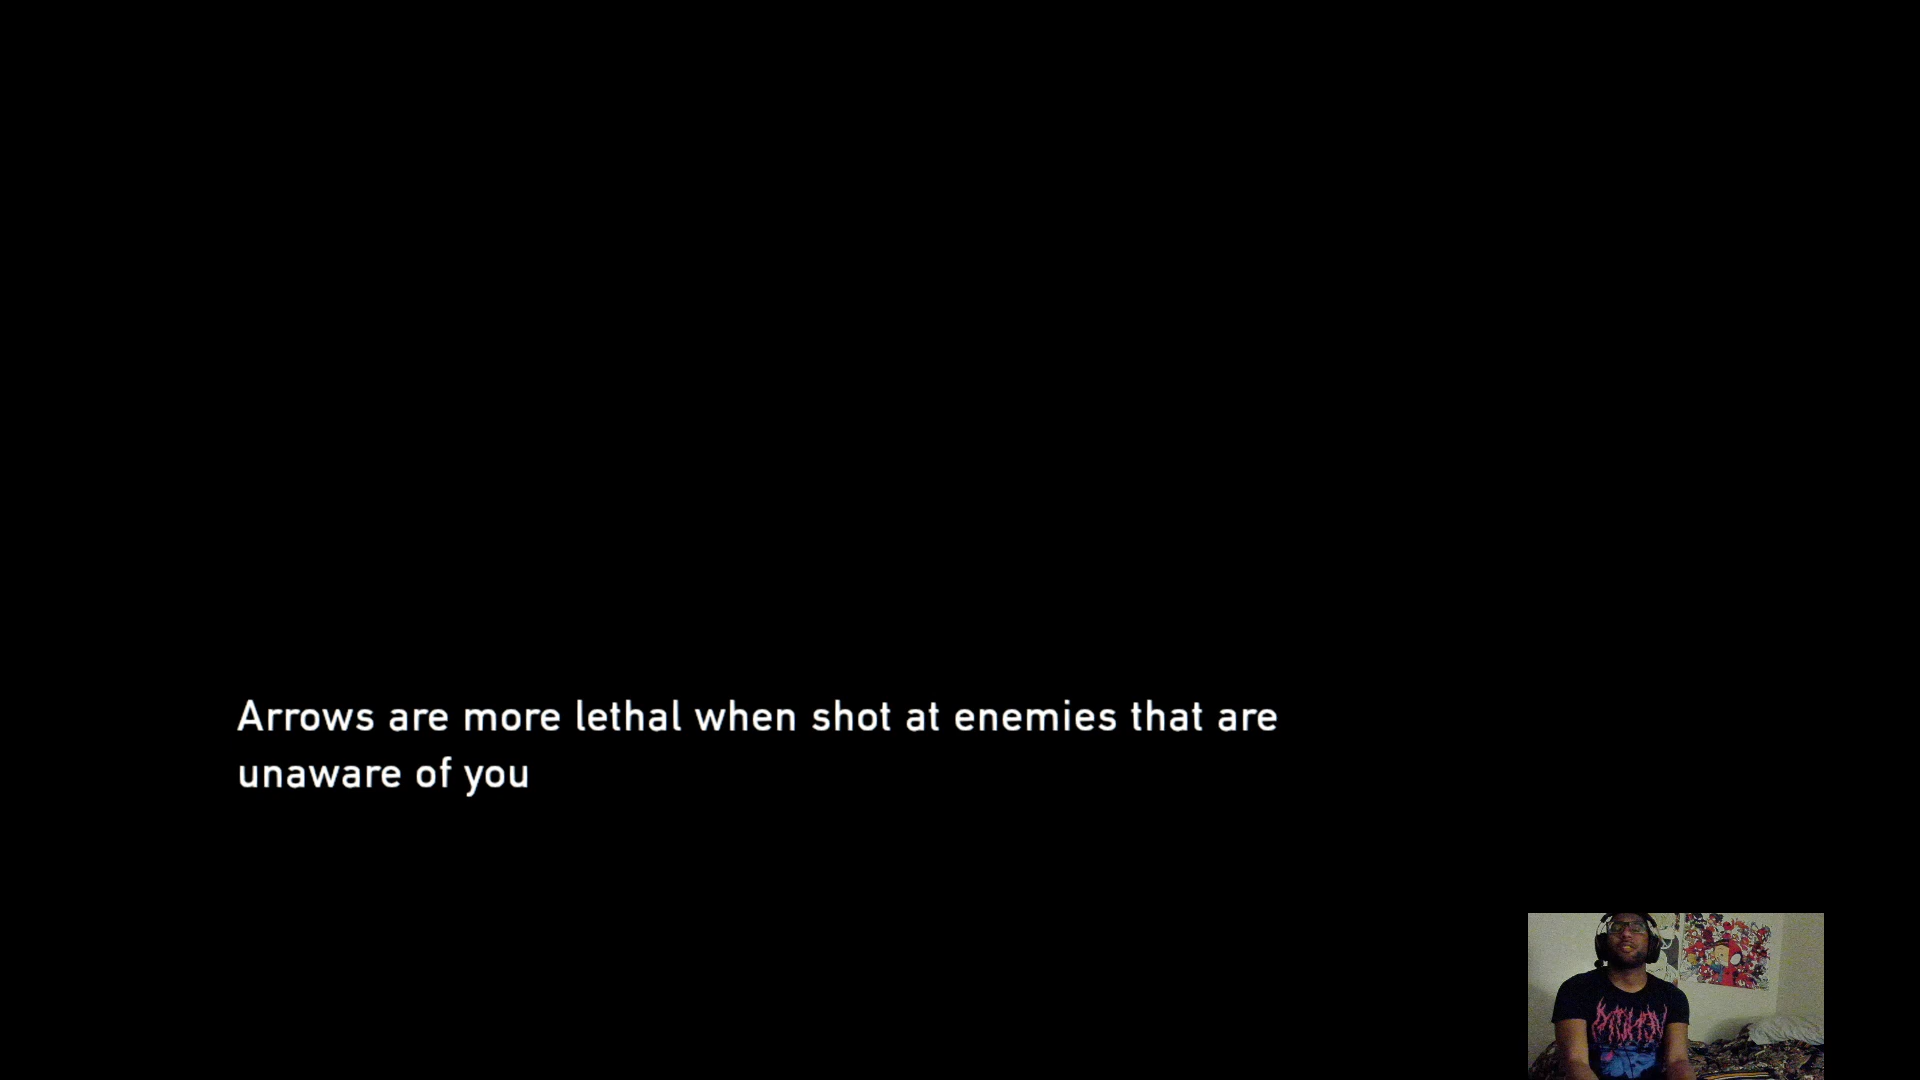 Arrows are more lethal when shot at enemies that are
unaware of you